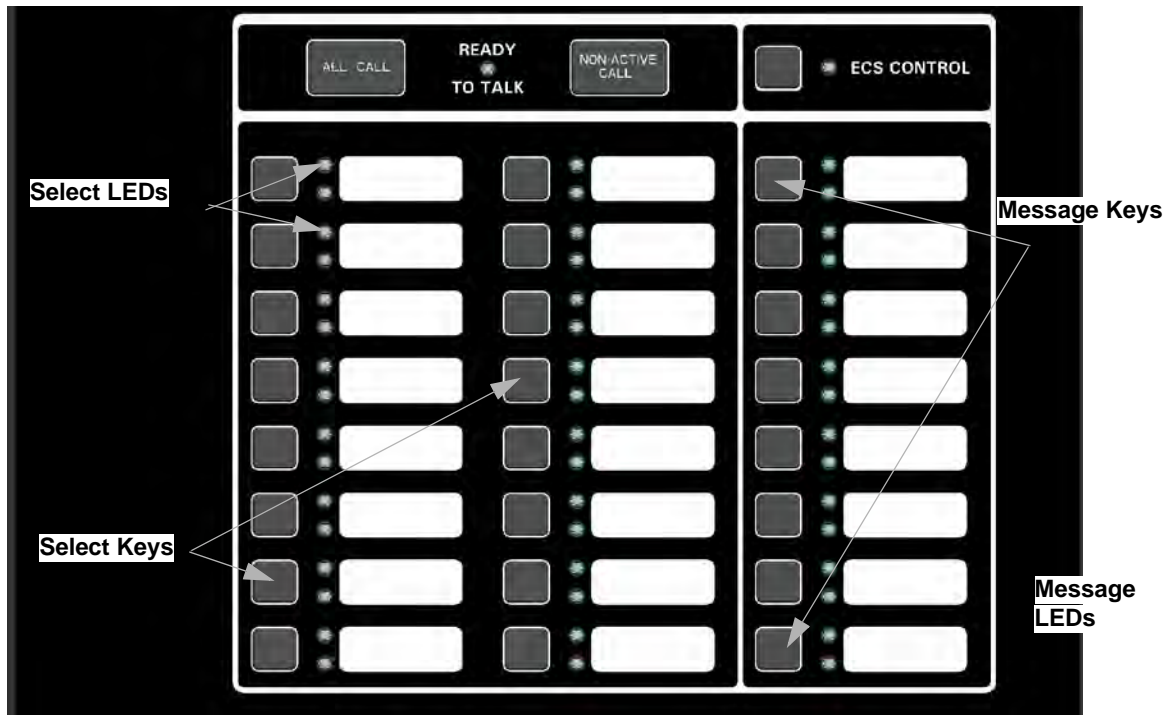 ALL CALL
READY
TO TALK
NON-ACTIVE
CALL
ECS CONTROL
Select LEDs
Message Keys
Select Keys
Message
LEDs